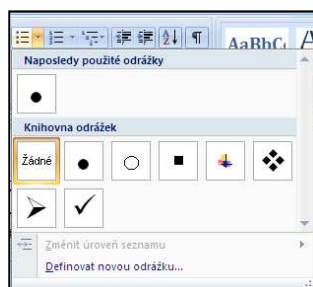 AaBbC
Naposledy použité odrážky
Knihovna odrážek
Žádné
Změnit úroveň seznamu
Definovat novou odrážku...